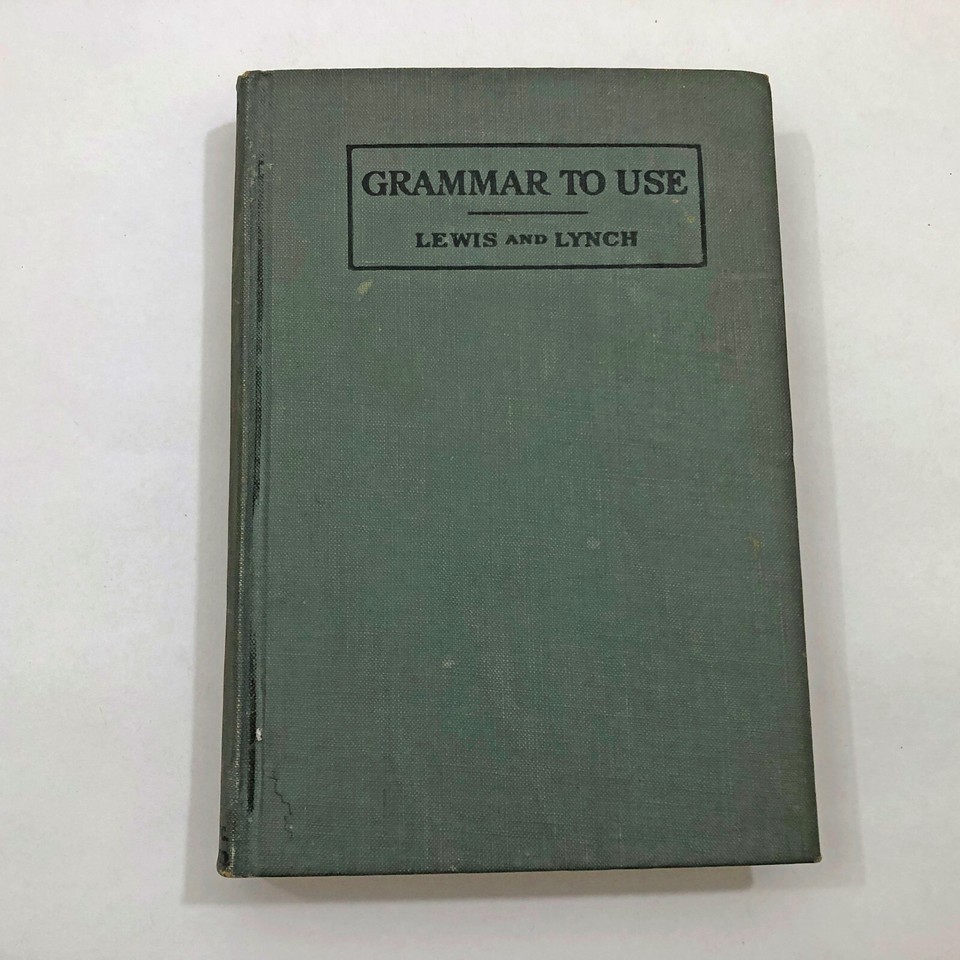 GRAMMAR TO USE
LEWIS AND LYNCH